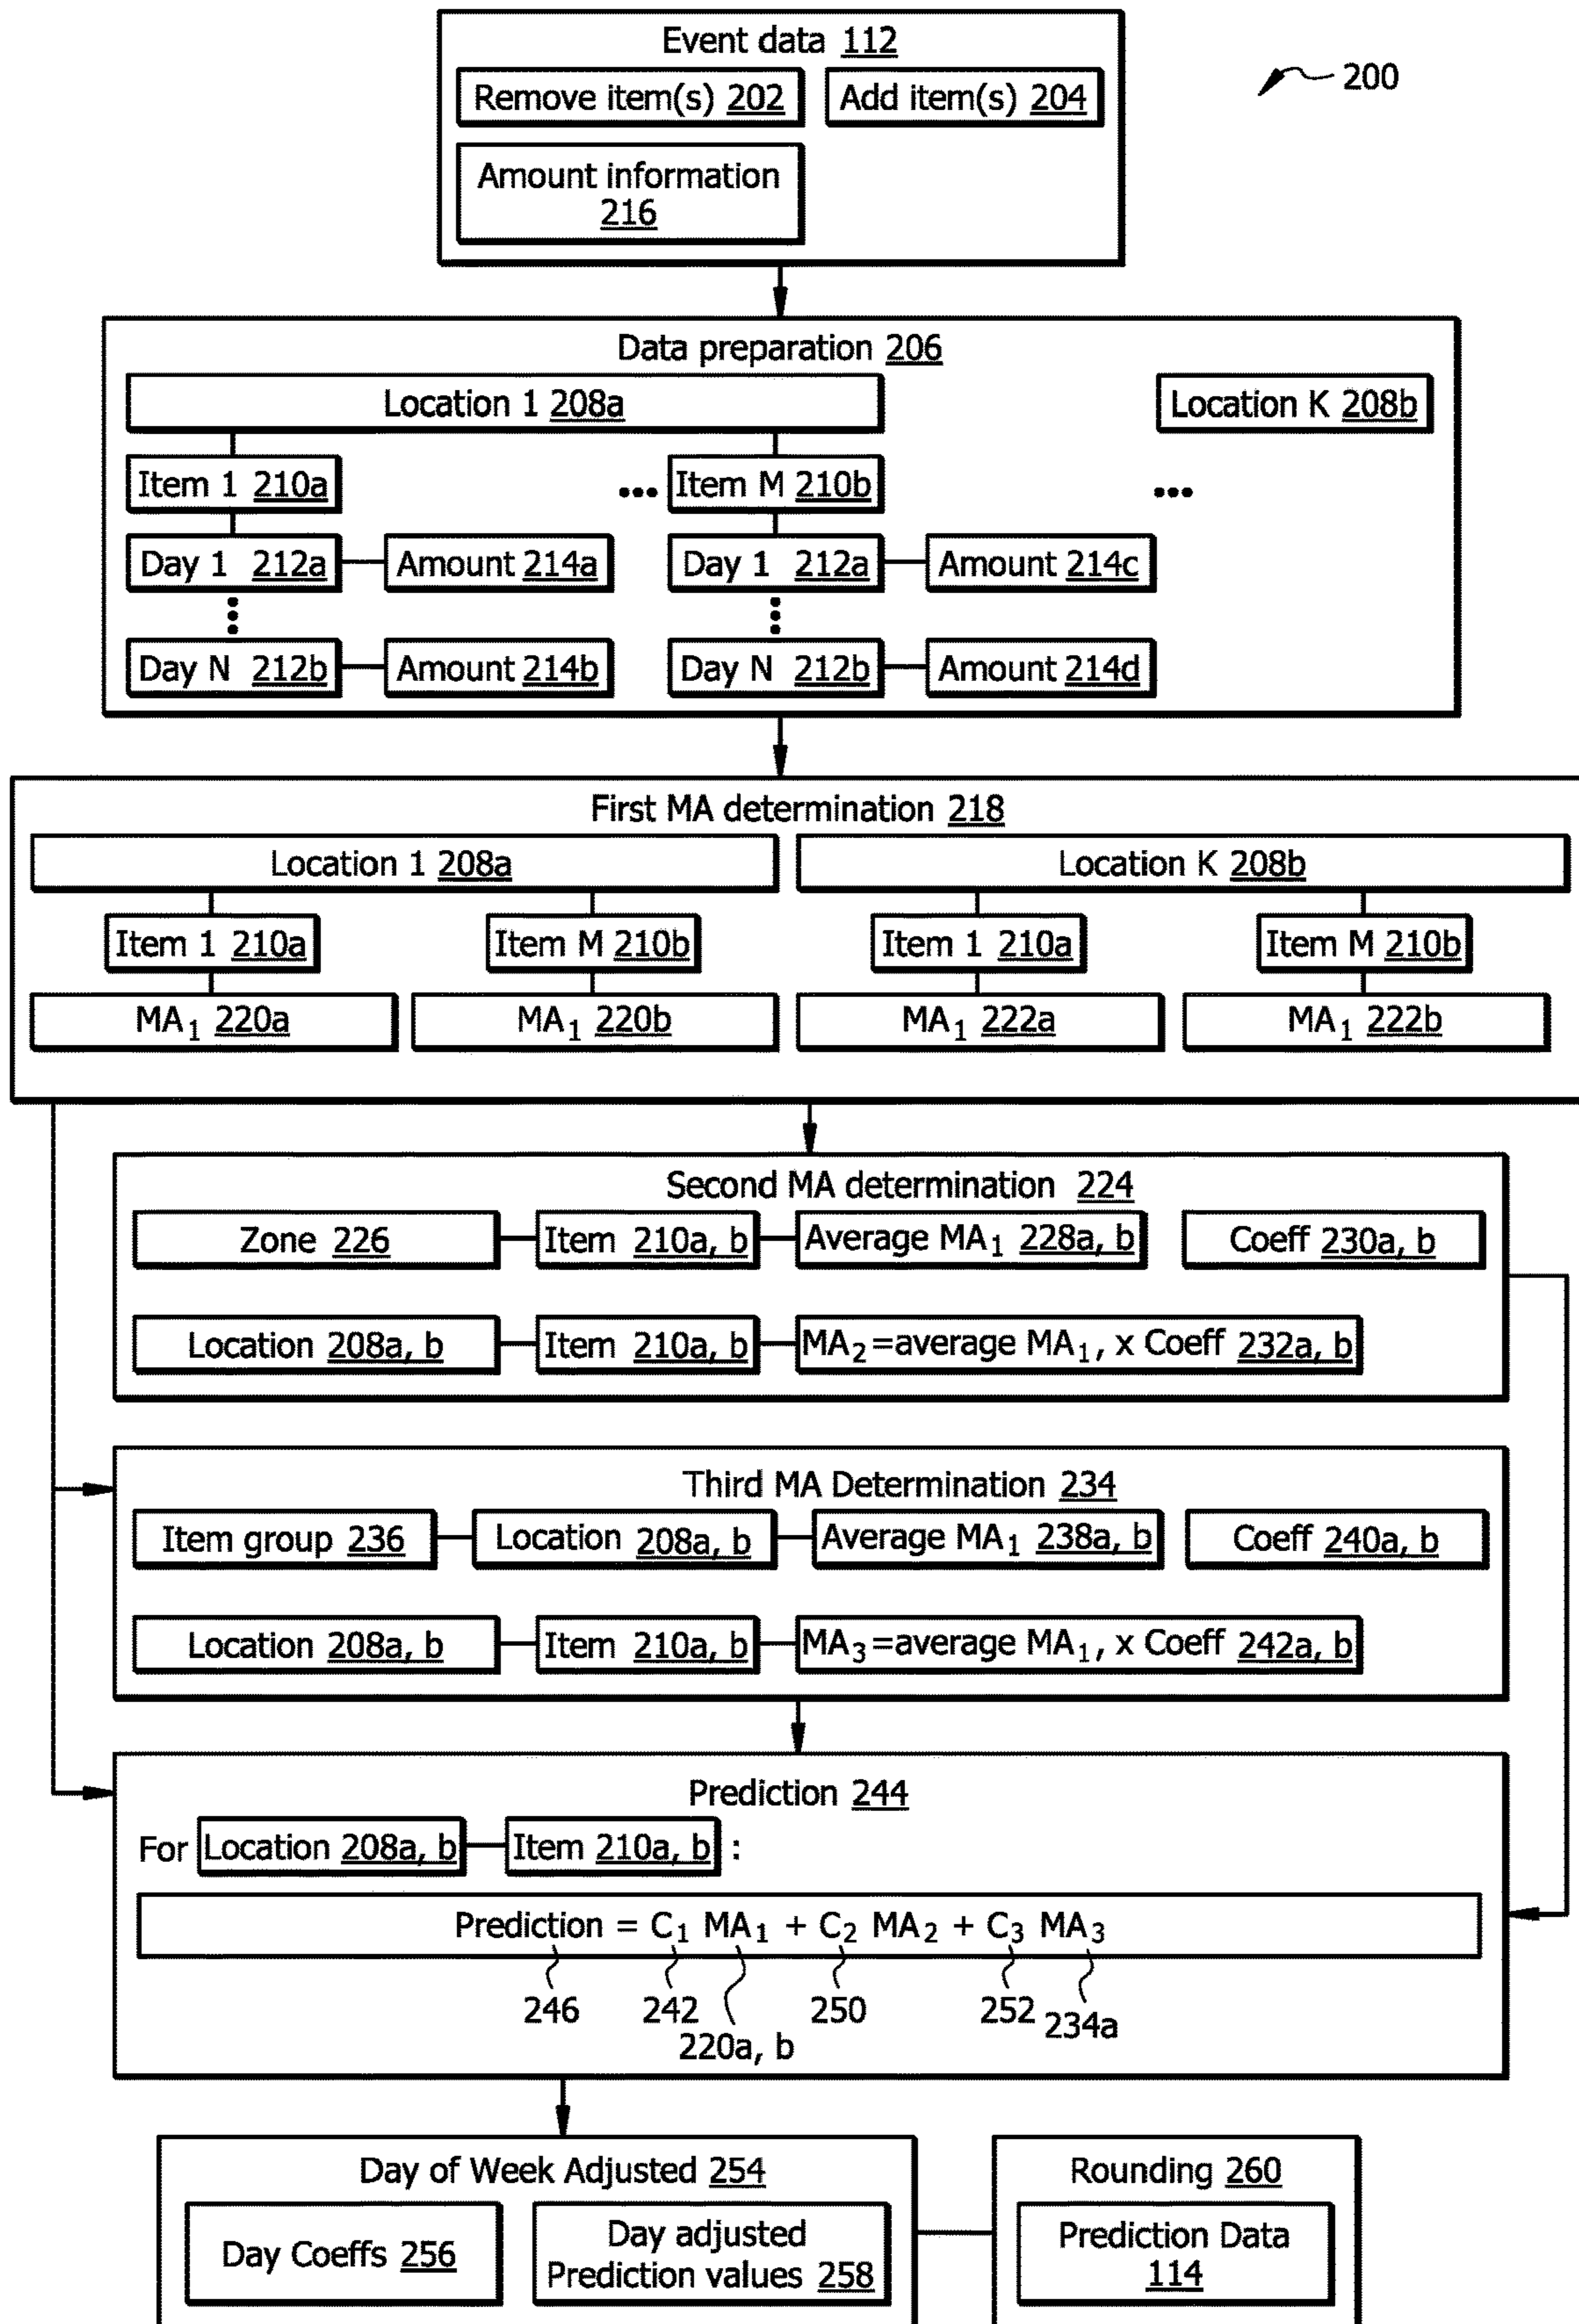 Event data 112
200
Remove item(s) 202 Add item(s) 204
Amount information
216
Data preparation 206
Location 1 208a Location K 208b
Item 1 210a ••• Item M 210b •••
Day 1 212a Amount 214a Day 1 212a Amount 214c
Day N 212b Amount 214b Day N 212b Amount 214d
First MA determination 218
Location 1 208a Location K 208b
Item 1 210a Item M 210b Item 1 210a Item M 210b
MA1 220a MA1 220b MA1 222a MA1 222b
Second MA determination 224
Zone 226 Item 210a, b Average MA1 228a, b Coeff 230a, b
Location 208a, b Item 210a, b MA2=average MA1, x Coeff 232a, b
Third MA Determination 234
Item group 236 Location 208a, b Average MA1 238a, b Coeff 240a, b
Location 208a, b Item 210a, b MA3=average MA1, x Coeff 242a, b
Prediction 244
For Location 208a, b Item 210a, b :
Prediction = C1 MA1 + C2 MA2 + C3 MA3
246 242 250 252 234a
220a, b
Day of Week Adjusted 254 Rounding 260
Day Coeffs 256
Day adjusted
Prediction values 258
Prediction Data
114